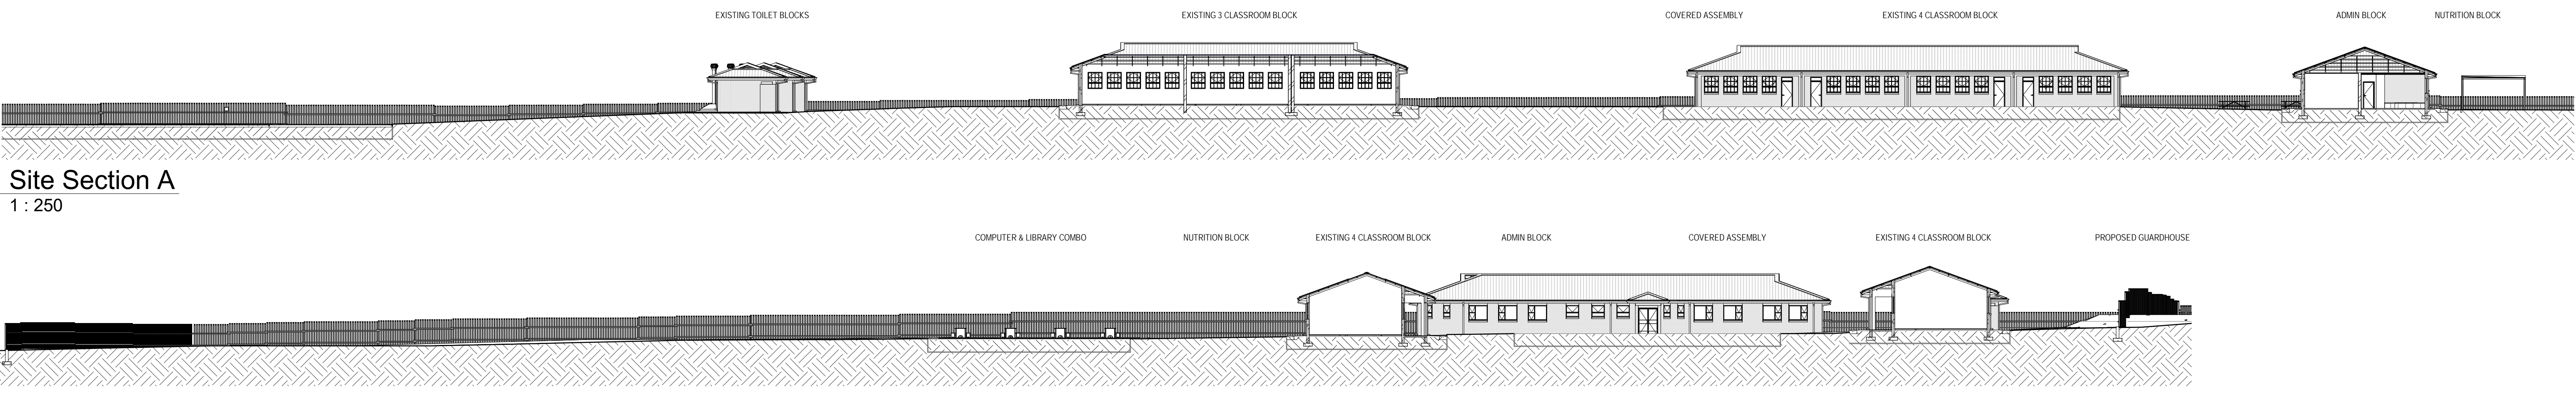 EXISTING TOILET BLOCKS
EXISTING 3 CLASSROOM BLOCK
COVERED ASSEMBLY
EXISTING 4 CLASSROOM BLOCK
ADMIN BLOCK
NUTRITION BLOCK
Site Section A
1 : 250
COMPUTER & LIBRARY COMBO
NUTRITION BLOCK
EXISTING 4 CLASSROOM BLOCK
ADMIN BLOCK
COVERED ASSEMBLY
EXISTING 4 CLASSROOM BLOCK
PROPOSED GUARDHOUSE